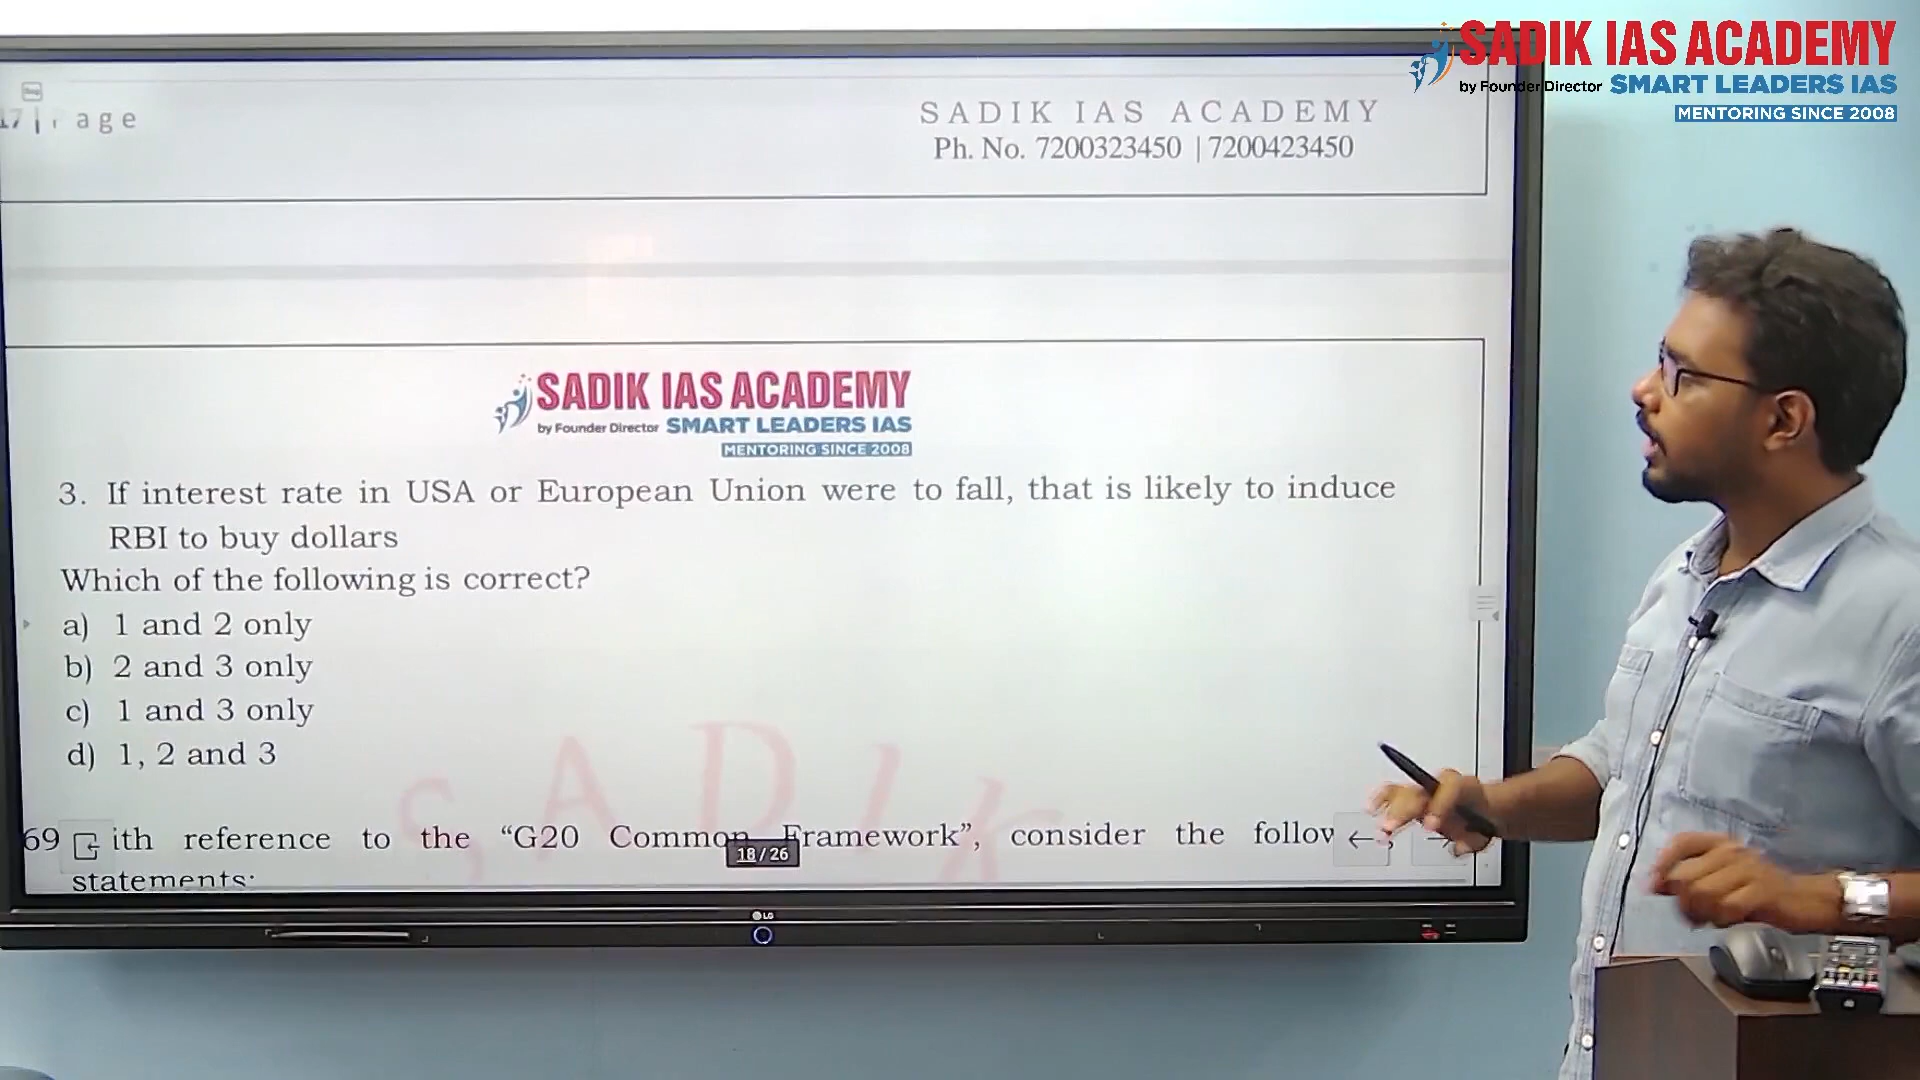 SADIK IAS ACADEMY
by Founder Director SMART LEADERS IAS
MENTORING SINCE 2008
age
SADIK IAS ACADEMY
Ph. No. 7200323450 | 7200423450
SADIK IAS ACADEMY
by Founder Director SMART LEADERS IAS
MENTORING SINCE 2008
3. If interest rate in USA or European Union were to fall, that is likely to induce
RBI to buy dollars
Which of the following is correct?
a) 1 and 2 only
b) 2 and 3 only
c) 1 and 3 only
d) 1, 2 and 3
SADIK
69 ith reference to the “G20 Common Framework”, consider the follow
statements:
18 / 26
LG